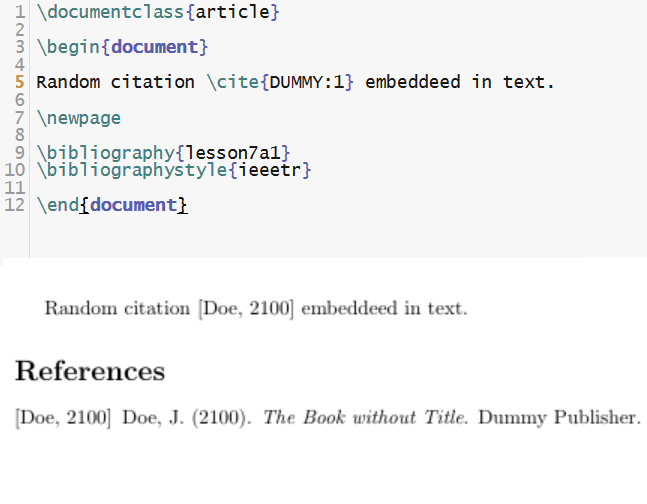 1 \documentclass{article}
2
3 \begin{document}
4
5 Random citation \cite{DUMMY:1} embeddeed in text.
6
7 \newpage
8
9 \bibliography{lesson7a1}
10 \bibliographystyle{ieeetr}
11
12 \end{document}
Random citation [Doe, 2100] embeddeed in text.
References
[Doe, 2100] Doe, J. (2100). The Book without Title. Dummy Publisher.